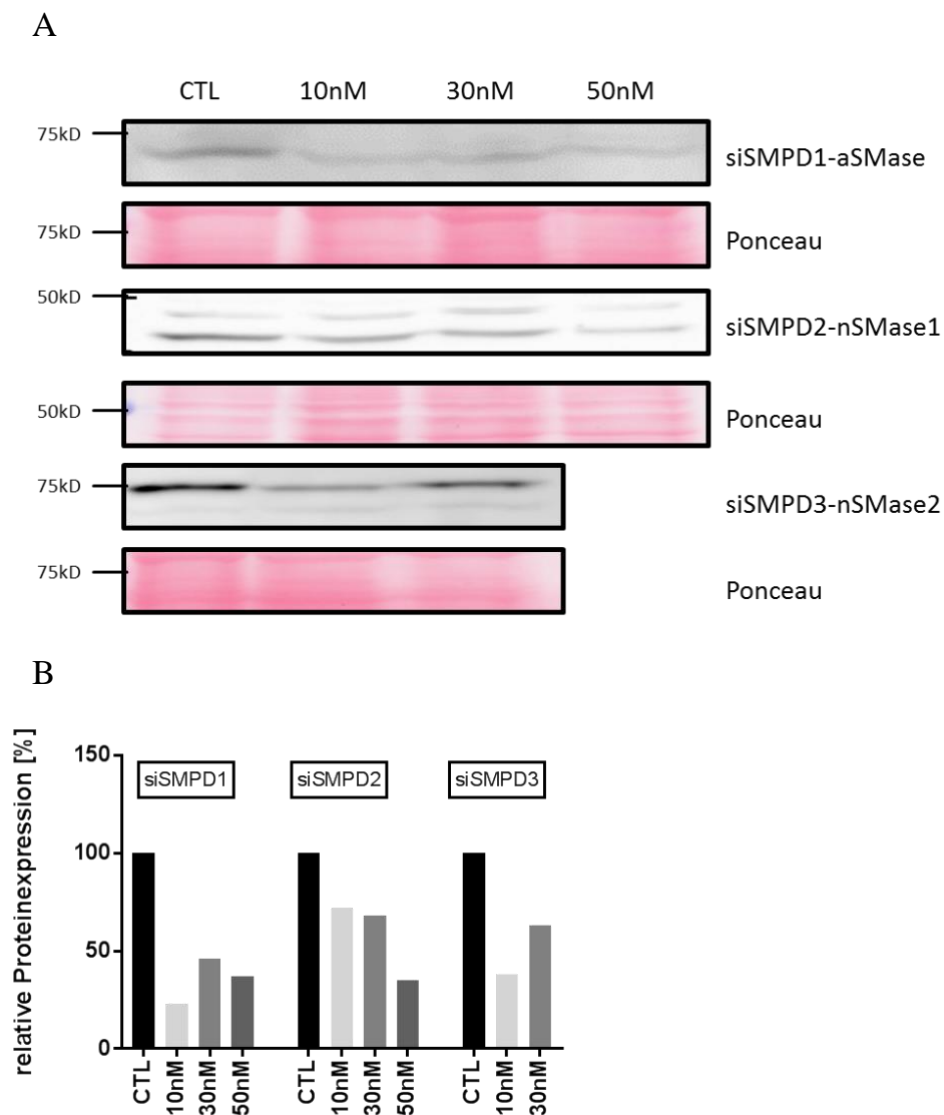 A
CTL 10nM 30nM 50nM
75kD
siSMPD1-aSMase
75kD
Ponceau
50kD
siSMPD2-nSMase1
50kD
Ponceau
75kD
siSMPD3-nSMase2
75kD
Ponceau
B
relative Proteinexpression [%]
150
100
50
0
siSMPD1 siSMPD2 siSMPD3
CTL 10nM 30nM 50nM CTL 10nM 30nM 50nM CTL 10nM 30nM